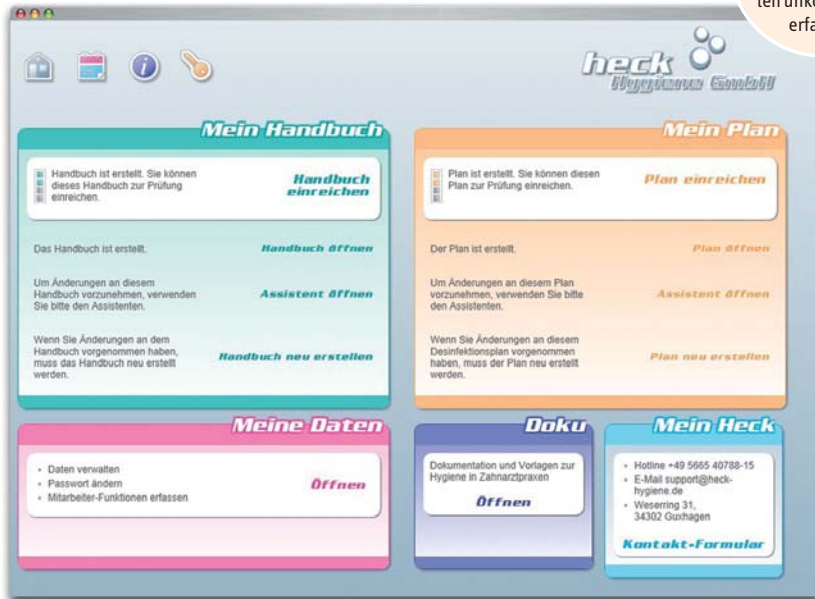 erfa
heck
Hygiene GmbH
Mein Handbuch
Handbuch ist erstellt. Sie können
dieses Handbuch zur Prüfung
einreichen.
Handbuch
einreichen
Das Handbuch ist erstellt.
Handbuch öffnen
Um Änderungen an diesem
Handbuch vorzunehmen, verwenden
Sie bitte den Assistenten.
Assistent öffnen
Wenn Sie Änderungen an dem
Handbuch vorgenommen haben,
muss das Handbuch neu erstellt
werden.
Handbuch neu erstellen
Mein Plan
Plan ist erstellt. Sie können diesen
Plan zur Prüfung einreichen.
Plan einreichen
Der Plan ist erstellt.
Plan öffnen
Um Änderungen an diesem Plan
vorzunehmen, verwenden Sie bitte
den Assistenten.
Assistent öffnen
Wenn Sie Änderungen an diesem
Desinfektionsplan vorgenommen
haben, muss der Plan neu erstellt
werden.
Plan neu erstellen
Meine Daten
• Daten verwalten
• Passwort ändern
• Mitarbeiter-Funktionen erfassen
Öffnen
Doku
Dokumentation und Vorlagen zur
Hygiene in Zahnarztpraxen
Öffnen
Mein Heck
• Hotline +49 5665 40788-15
• E-Mail support@heck-
hygiene.de
• Weserring 31,
34302 Guxhagen
Kontakt-Formular